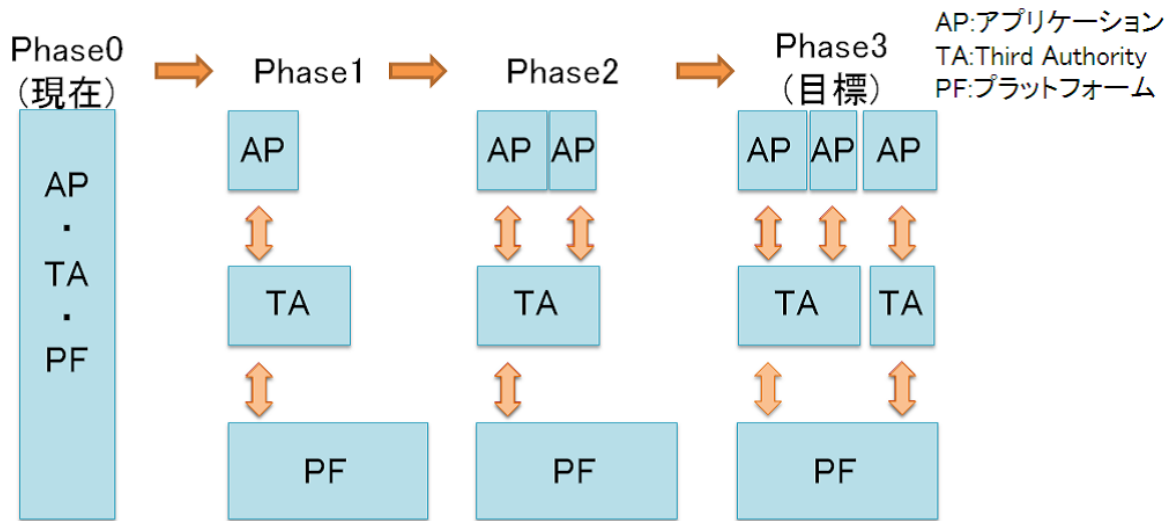 Phase0
(現在)
Phase1
Phase2
Phase3
(目標)
AP:アプリケーション
TA:Third Authority
PF:プラットフォーム
AP
・
TA
・
PF
AP
TA
PF
AP AP
TA
PF
AP AP AP
TA TA
PF